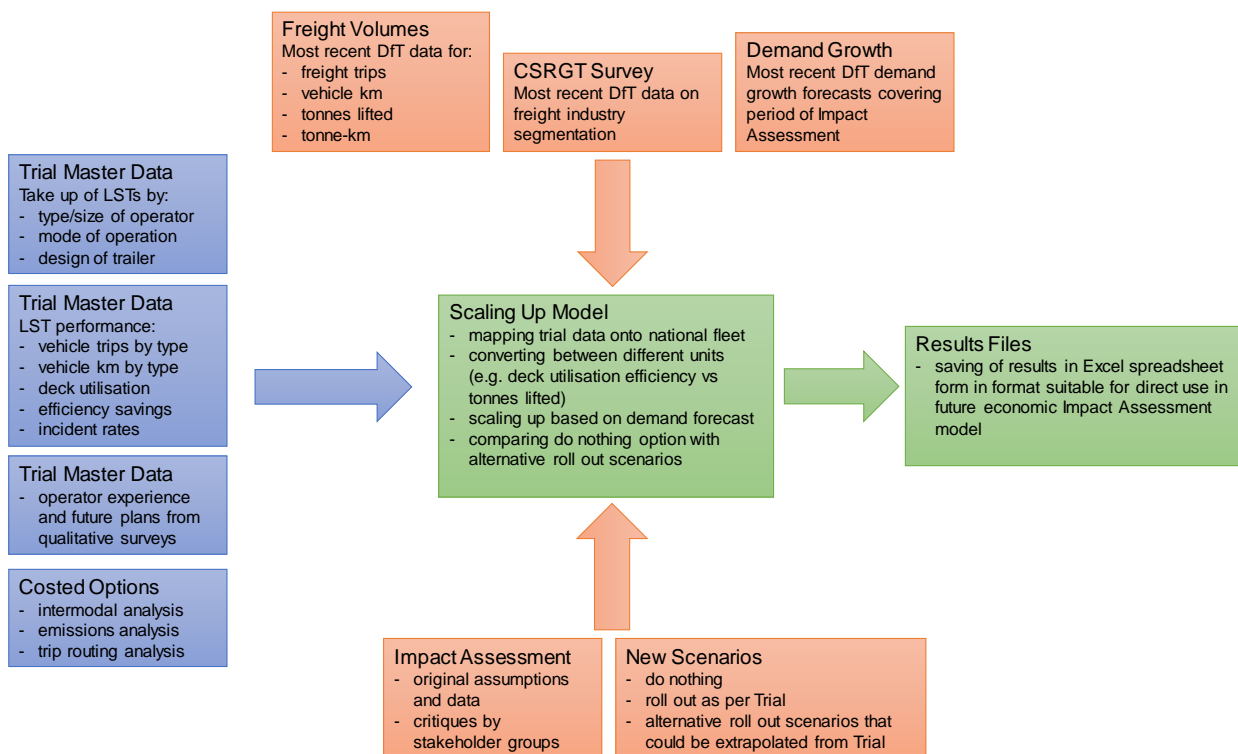 Freight Volumes
Most recent DfT data for:
- freight trips
- vehicle km
- tonnes lifted
- tonne-km
CSRGT Survey
Most recent DfT data on
freight industry
segmentation
Demand Growth
Most recent DfT demand
growth forecasts covering
period of Impact
Assessment
Trial Master Data
Take up of LSTs by:
- type/size of operator
- mode of operation
- design of trailer
Trial Master Data
LST performance:
- vehicle trips by type
- vehicle km by type
- deck utilisation
- efficiency savings
- incident rates
Trial Master Data
- operator experience
and future plans from
qualitative surveys
Costed Options
- intermodal analysis
- emissions analysis
- trip routing analysis
Scaling Up Model
- mapping trial data onto national fleet
- converting between different units
(e.g. deck utilisation efficiency vs
tonnes lifted)
- scaling up based on demand forecast
- comparing do nothing option with
alternative roll out scenarios
Results Files
- saving of results in Excel spreadsheet
form in format suitable for direct use in
future economic Impact Assessment
model
Impact Assessment
- original assumptions
and data
- critiques by
stakeholder groups
New Scenarios
- do nothing
- roll out as per Trial
- alternative roll out scenarios that
could be extrapolated from Trial